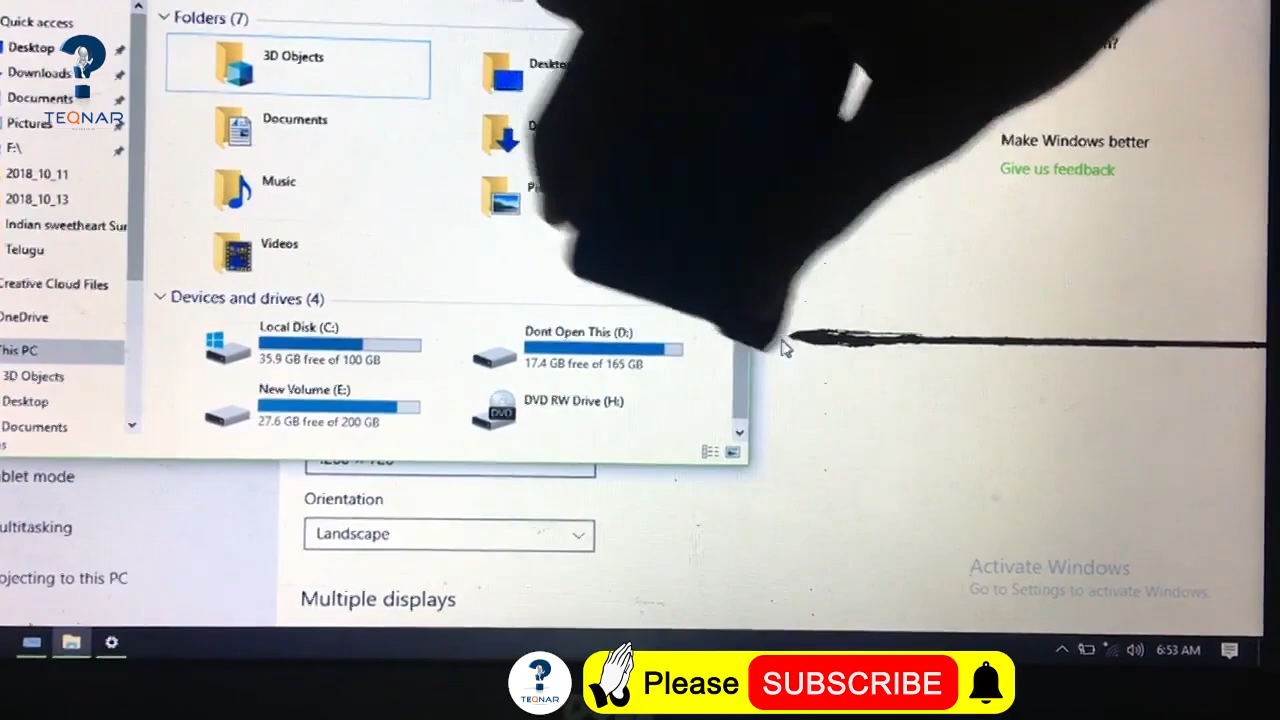 Quick access
Desktop
Downloads
Documents
Pictures
F:\
2018_10_11
2018_10_13
Indian sweetheart Sur
Telugu
Creative Cloud Files
OneDrive
This PC
3D Objects
Desktop
Documents
TEQNAR
Folders (7)
3D Objects
Desktop
Documents
Music
Videos
Devices and drives (4)
Local Disk (C:)
35.9 GB free of 100 GB
Dont Open This (D:)
17.4 GB free of 165 GB
New Volume (E:)
27.6 GB free of 200 GB
DVD
DVD RW Drive (H:)
Make Windows better
Give us feedback
ablet mode
ultitasking
ojecting to this PC
Orientation
Landscape
Multiple displays
Activate Windows
Go to Settings to activate Windows.
6:53 AM
TEQNAR
Please SUBSCRIBE